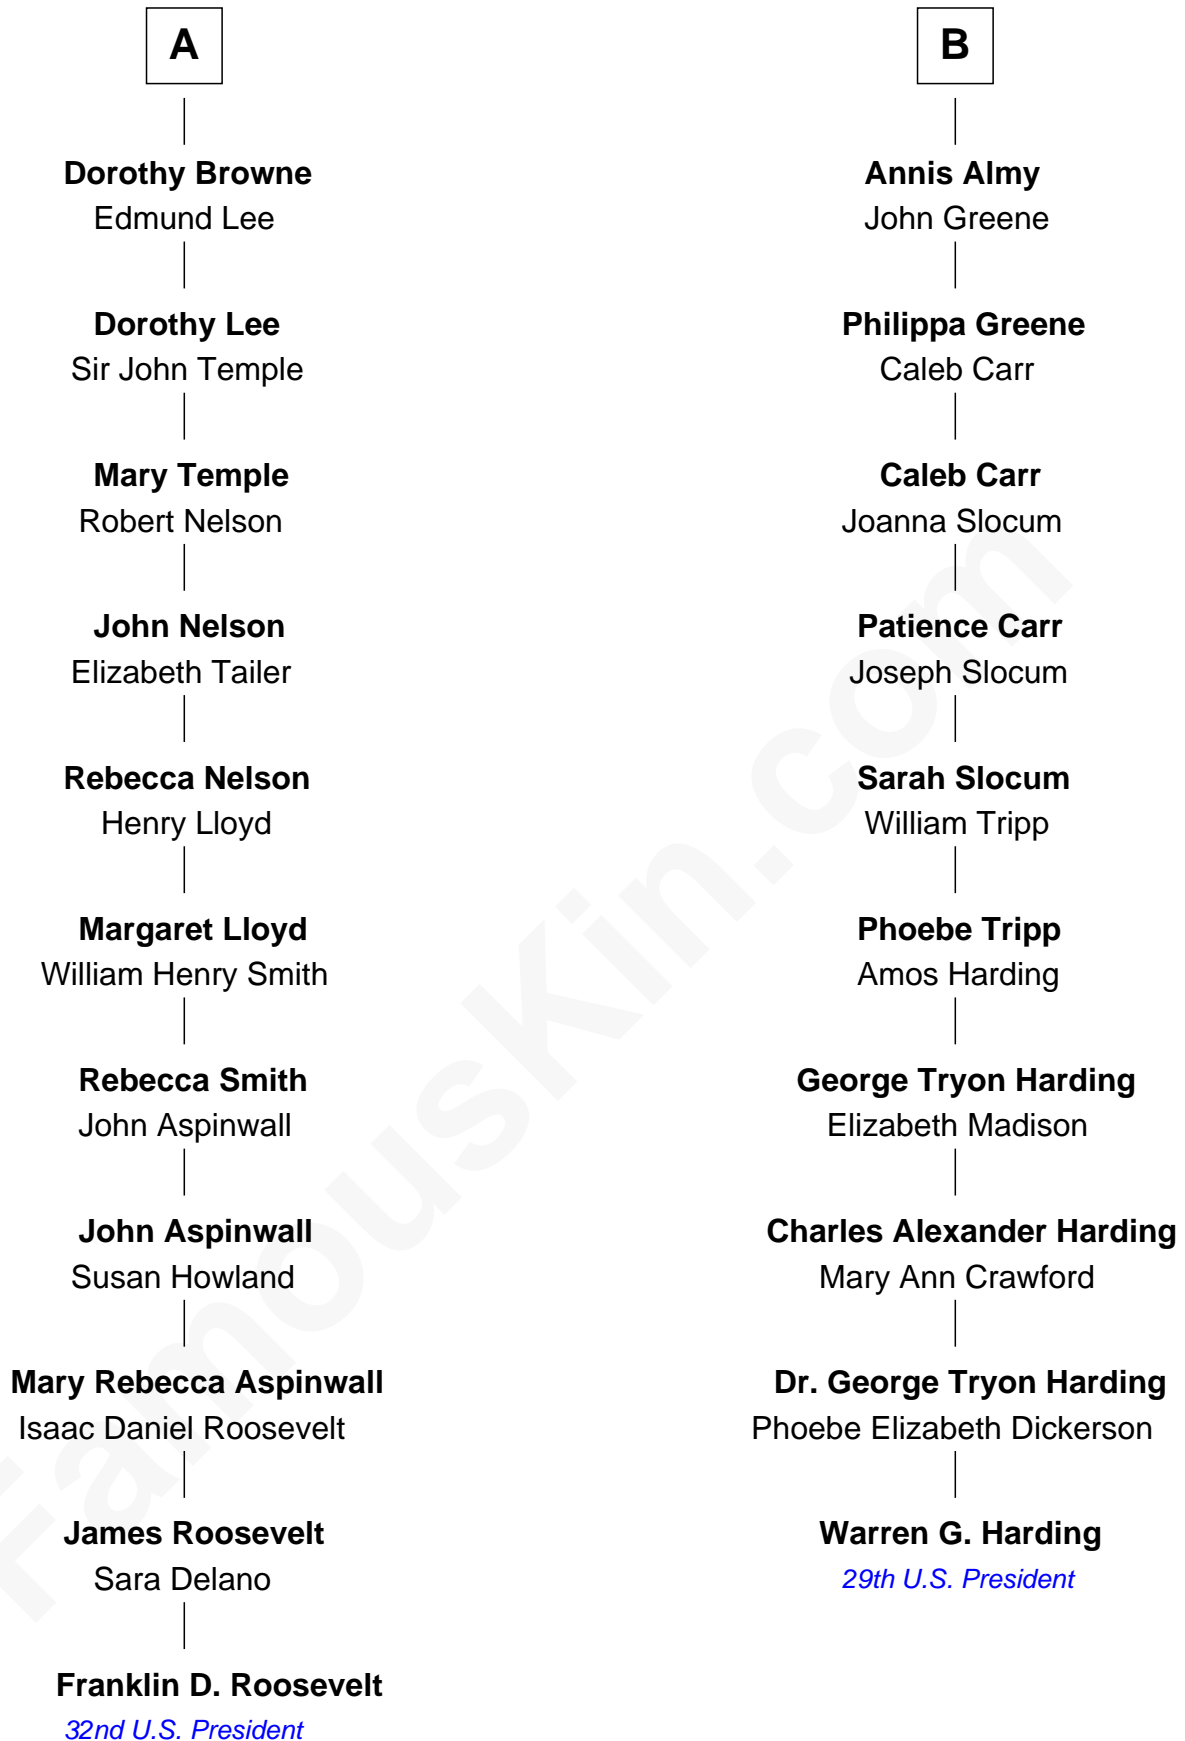 A
Dorothy Browne
Edmund Lee
Dorothy Lee
Sir John Temple
Mary Temple
Robert Nelson
John Nelson
Elizabeth Tailer
Rebecca Nelson
Henry Lloyd
Margaret Lloyd
William Henry Smith
Rebecca Smith
John Aspinwall
John Aspinwall
Susan Howland
Mary Rebecca Aspinwall
Isaac Daniel Roosevelt
James Roosevelt
Sara Delano
Franklin D. Roosevelt
32nd U.S. President
B
Annis Almy
John Greene
Philippa Greene
Caleb Carr
Caleb Carr
Joanna Slocum
Patience Carr
Joseph Slocum
Sarah Slocum
William Tripp
Phoebe Tripp
Amos Harding
George Tryon Harding
Elizabeth Madison
Charles Alexander Harding
Mary Ann Crawford
Dr. George Tryon Harding
Phoebe Elizabeth Dickerson
Warren G. Harding
29th U.S. President
FamousKin.com